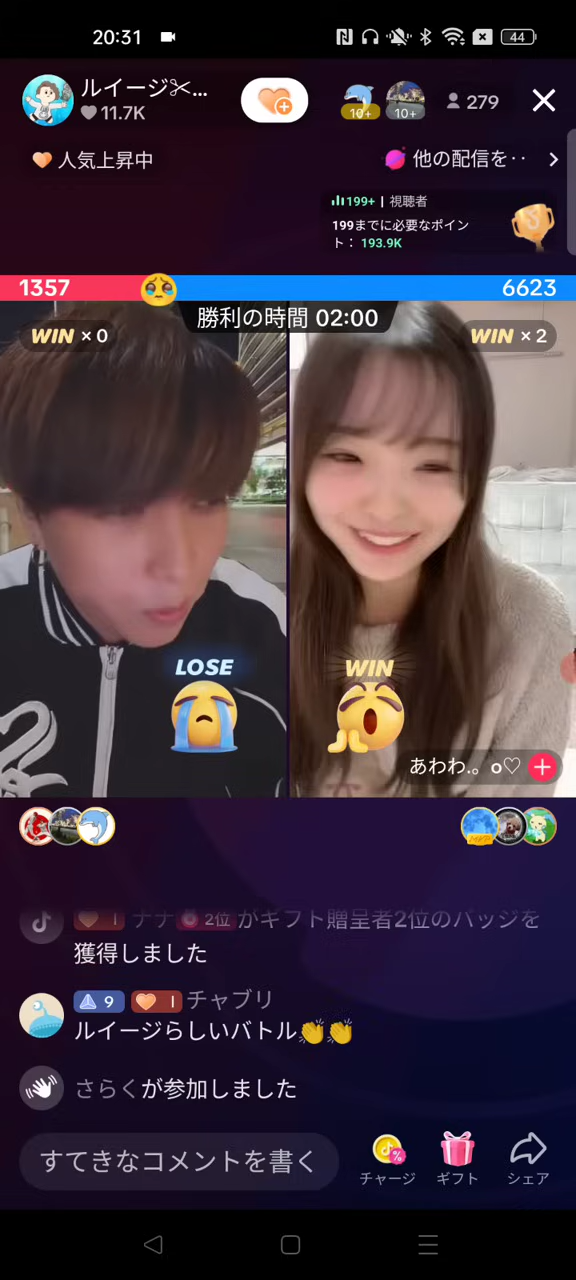 20:31
44
ルイージ✂...
11.7K
10+
10+
279
人気上昇中
他の配信を‥
199+ | 視聴者
199までに必要なポイン
ト： 193.9K
1357
6623
勝利の時間 02:00
WIN × 0
WIN × 2
LOSE
WIN
あわわ.。o♡
I ナナ 2位 がギフト贈呈者2位のバッジを
獲得しました
9 I チャブリ
ルイージらしいバトル👏👏
さらくが参加しました
すてきなコメントを書く
チャージ
ギフト
シェア